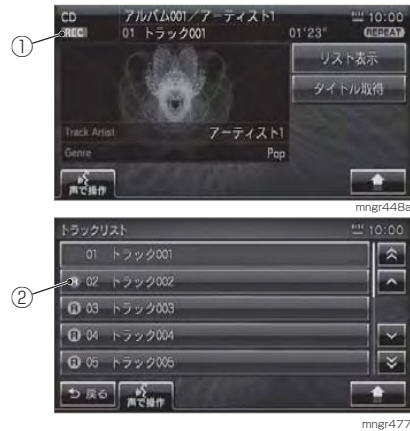 CD アルバム001／アーティスト1 10:00
① REC 01 トラック001 01'23" REPEAT
リスト表示
タイトル取得
Track Artist アーティスト1
Genre Pop
声で操作
mngr448a
トラックリスト 10:00
01 トラック001
② R 02 トラック002
R 03 トラック003
R 04 トラック004
R 05 トラック005
戻る 声で操作
mngr477